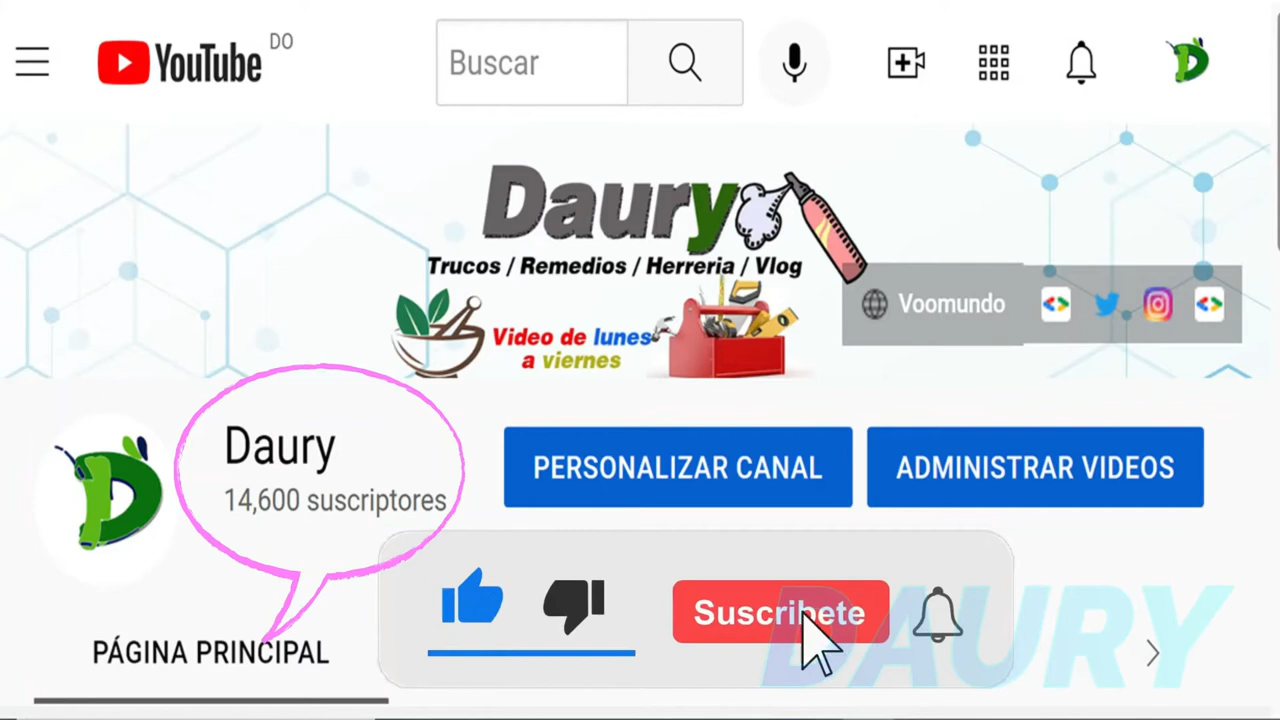 YouTube DO
Buscar
Daury
Trucos / Remedios / Herreria / Vlog
Voomundo
Video de lunes
a viernes
Daury
14,600 suscriptores
PERSONALIZAR CANAL
ADMINISTRAR VIDEOS
Suscribete
DAURY
PÁGINA PRINCIPAL